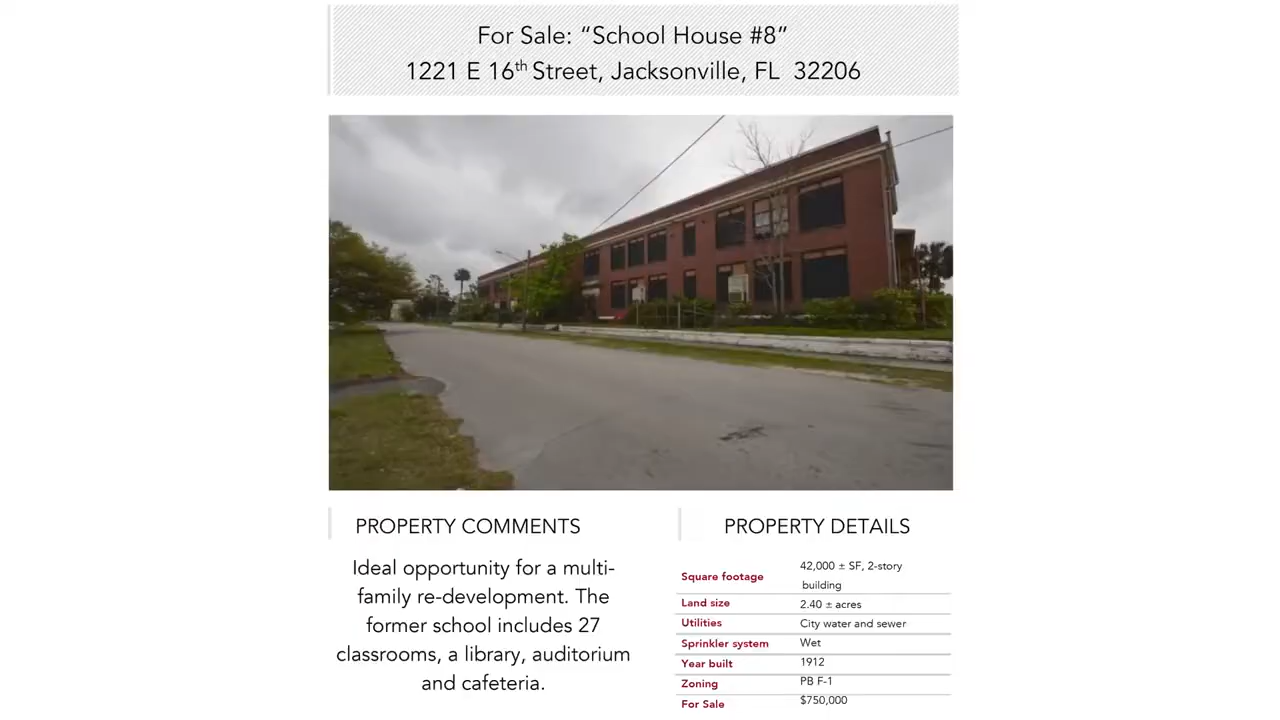 For Sale: “School House #8”
1221 E 16th Street, Jacksonville, FL 32206
PROPERTY COMMENTS
Ideal opportunity for a multi-
family re-development. The
former school includes 27
classrooms, a library, auditorium
and cafeteria.
PROPERTY DETAILS
Square footage 42,000 ± SF, 2-story
building
Land size 2.40 ± acres
Utilities City water and sewer
Sprinkler system Wet
Year built 1912
Zoning PB F-1
For Sale $750,000